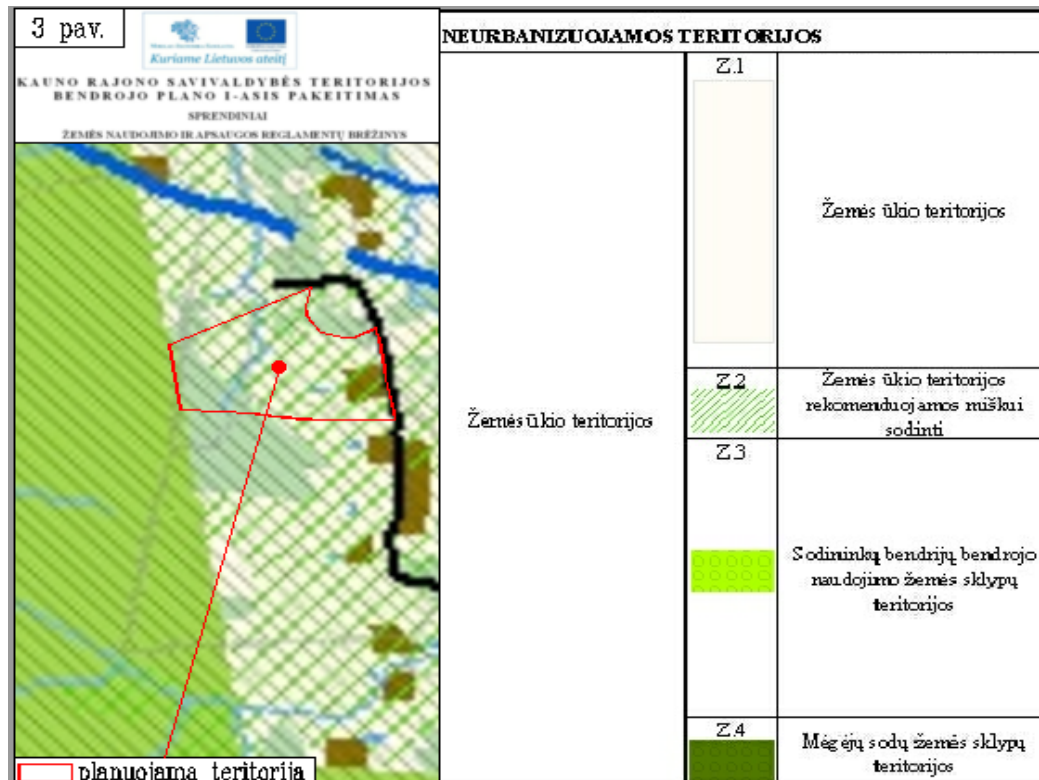 3 pav.
Kuriame Lietuvos ateitį
KAUNO RAJONO SAVIVALDYBĖS TERITORIJOS
BENDROJO PLANO I-ASIS PAKEITIMAS
SPRENDINIAI
ŽEMĖS NAUDOJIMO IR APSAUGOS REGLAMENTŲ BRĖŽINYS
planuojama teritorija
NEURBANIZUOJAMOS TERITORIJOS
Žemės ūkio teritorijos
Z.1
Žemės ūkio teritorijos
Z.2
Žemės ūkio teritorijos
rekomenduojamos miškui
sodinti
Z.3
Sodininkų bendrijų bendrojo
naudojimo žemės sklypų
teritorijos
Z.4
Mėgėjų sodų žemės sklypų
teritorijos